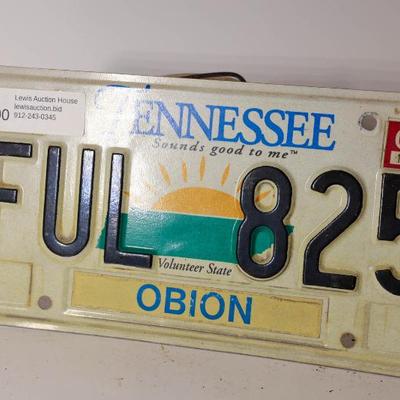 Lewis Auction House
lewisauction.bid
912-243-0345
TENNESSEE
Sounds good to me™
FUL 825
Volunteer State
OBION